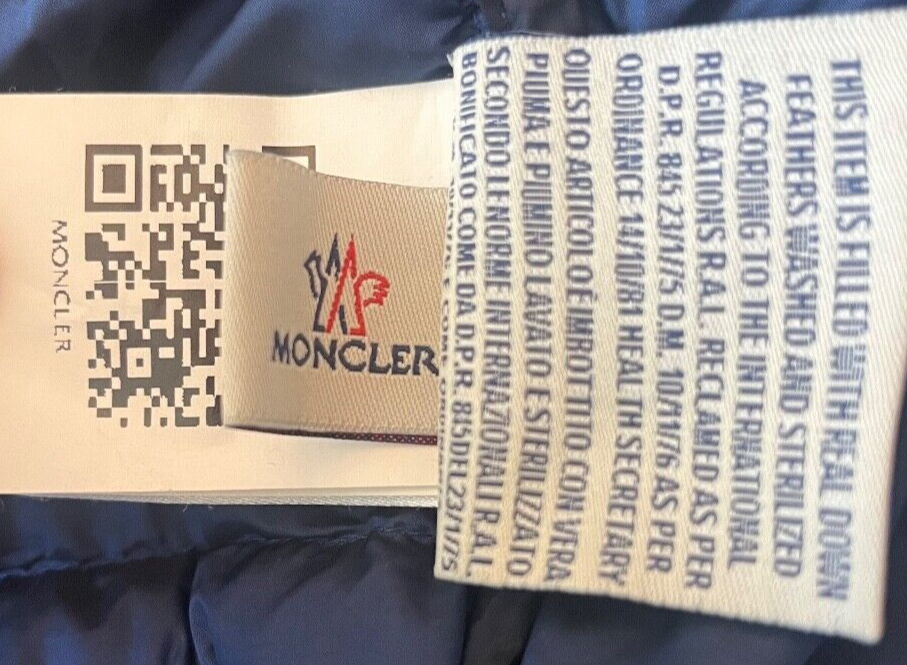 MONCLER
MONCLER
THIS ITEM IS FILLED WITH REAL DOWN
FEATHERS WASHED AND STERILIZED
ACCORDING TO THE INTERNATIONAL
REGULATIONS R.A.L. RECLAMED AS PER
D.P.R. 845 23/1/75 D.M. 10/11/76 AS PER
ORDINANCE 14/10/81 HEALTH SECRETARY
QUESTO ARTICOLO É IMBOTTITO CON VERA
PIUMA E PIUMINO LAVATO E STERILIZZATO
SECONDO LE NORME INTERNAZIONALI R.A.L.
BONIFICATO COME DA D.P.R. 845 DEL 23/1/75